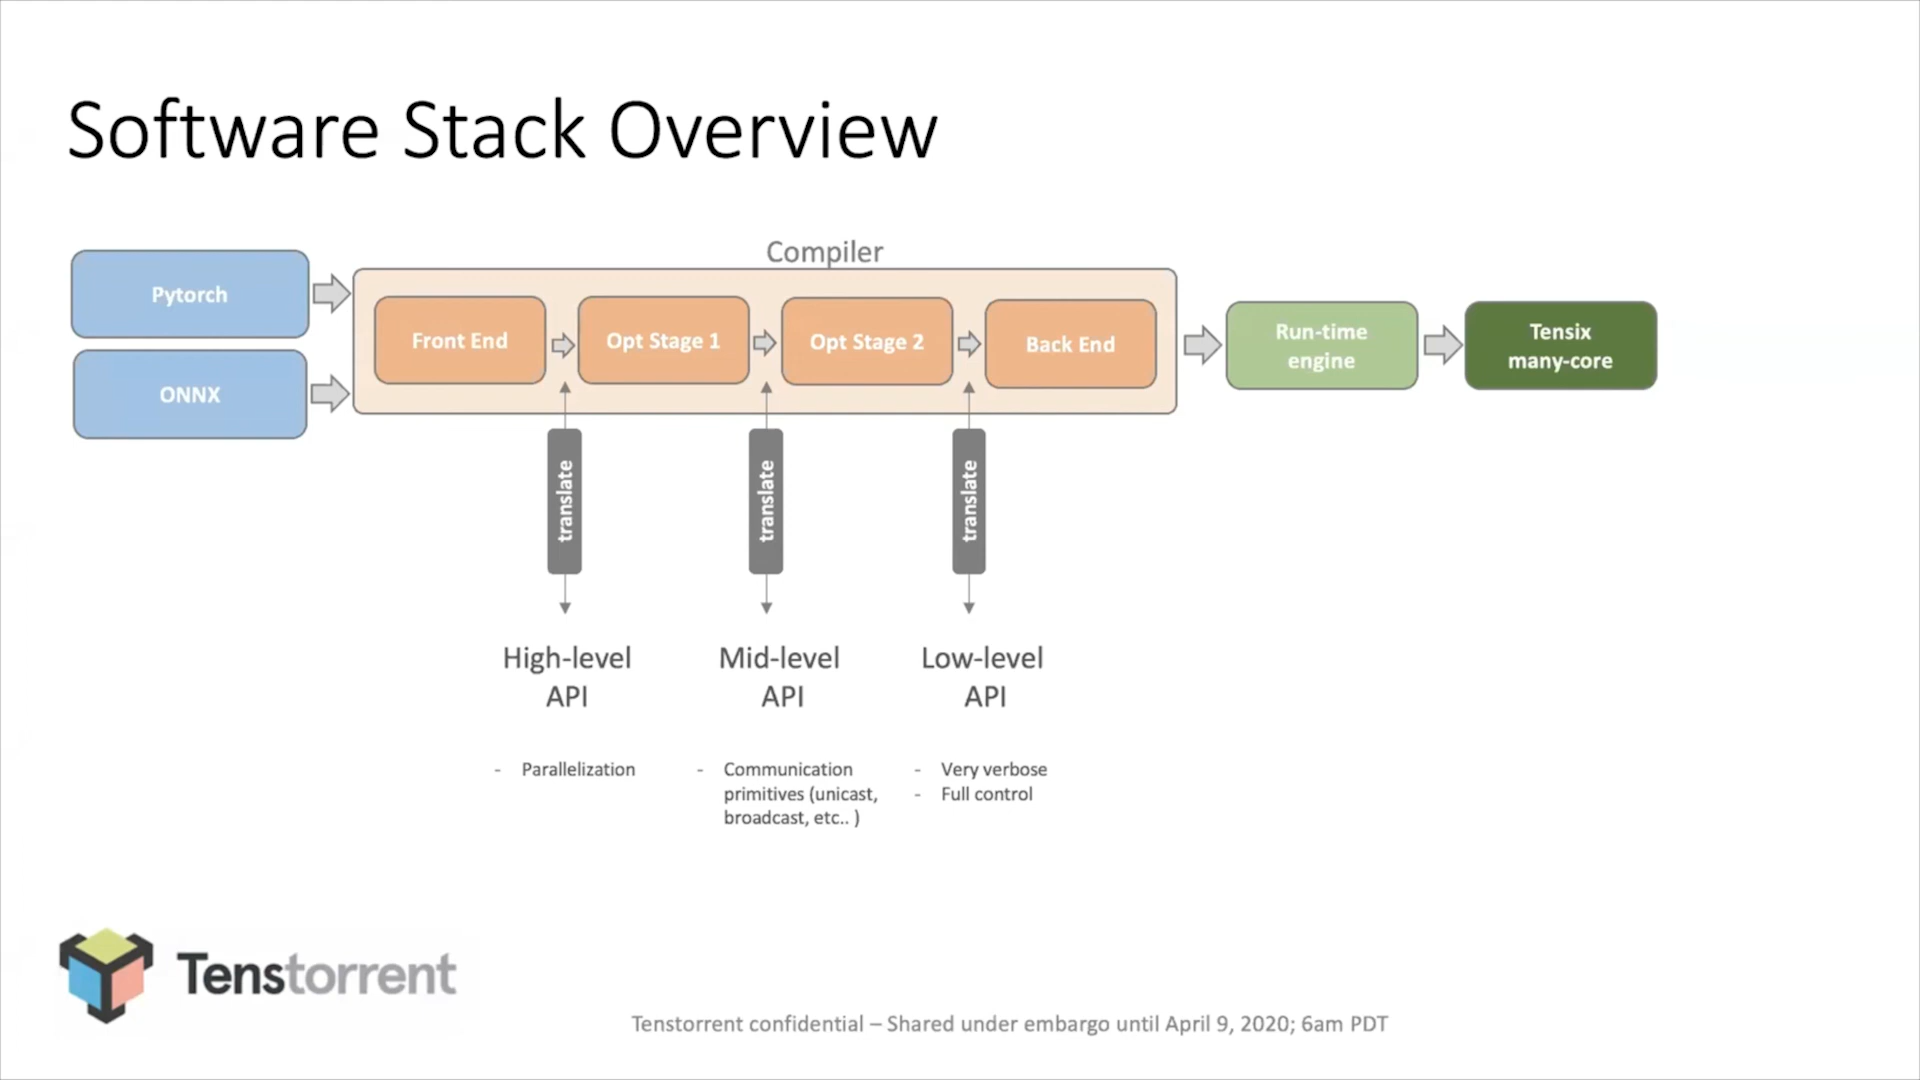 Software Stack Overview
Compiler
Pytorch
ONNX
Front End
Opt Stage 1
Opt Stage 2
Back End
Run-time
engine
Tensix
many-core
translate
translate
translate
High-level
API
Mid-level
API
Low-level
API
- Parallelization
- Communication
primitives (unicast,
broadcast, etc.. )
- Very verbose
- Full control
Tenstorrent
Tenstorrent confidential – Shared under embargo until April 9, 2020; 6am PDT